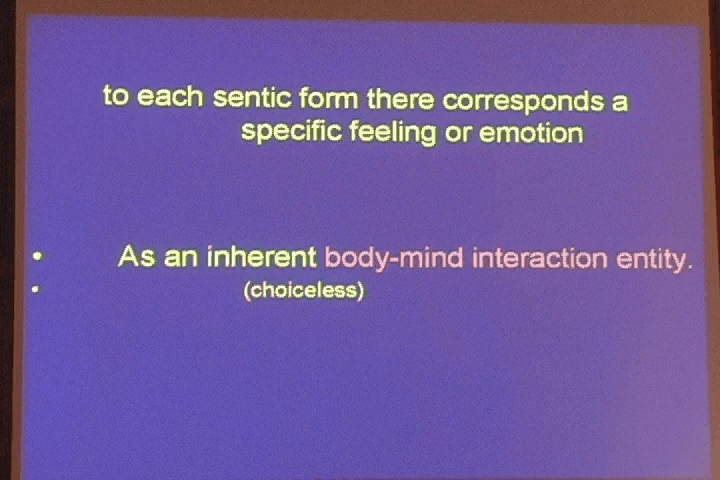 to each sentic form there corresponds a
specific feeling or emotion
• As an inherent body-mind interaction entity.
• (choiceless)